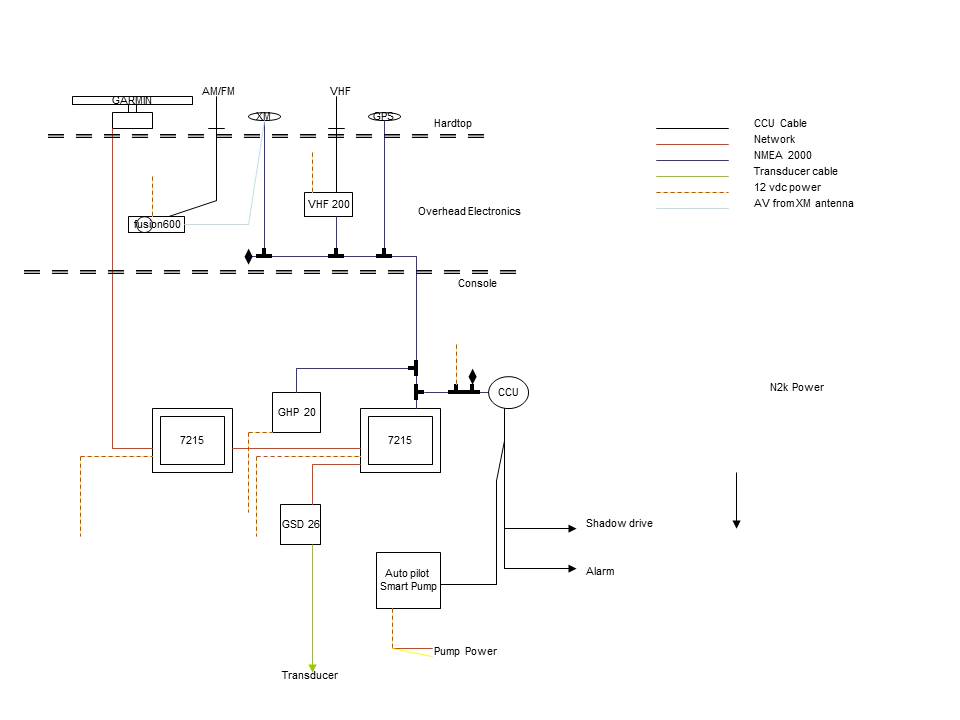 GARMIN
AM/FM
VHF
XM
GPS
Hardtop
CCU Cable
Network
NMEA 2000
Transducer cable
12 vdc power
AV from XM antenna
VHF 200
fusion600
Overhead Electronics
Console
N2k Power
CCU
GHP 20
7215
7215
GSD 26
Shadow drive
Auto pilot
Smart Pump
Alarm
Pump Power
Transducer